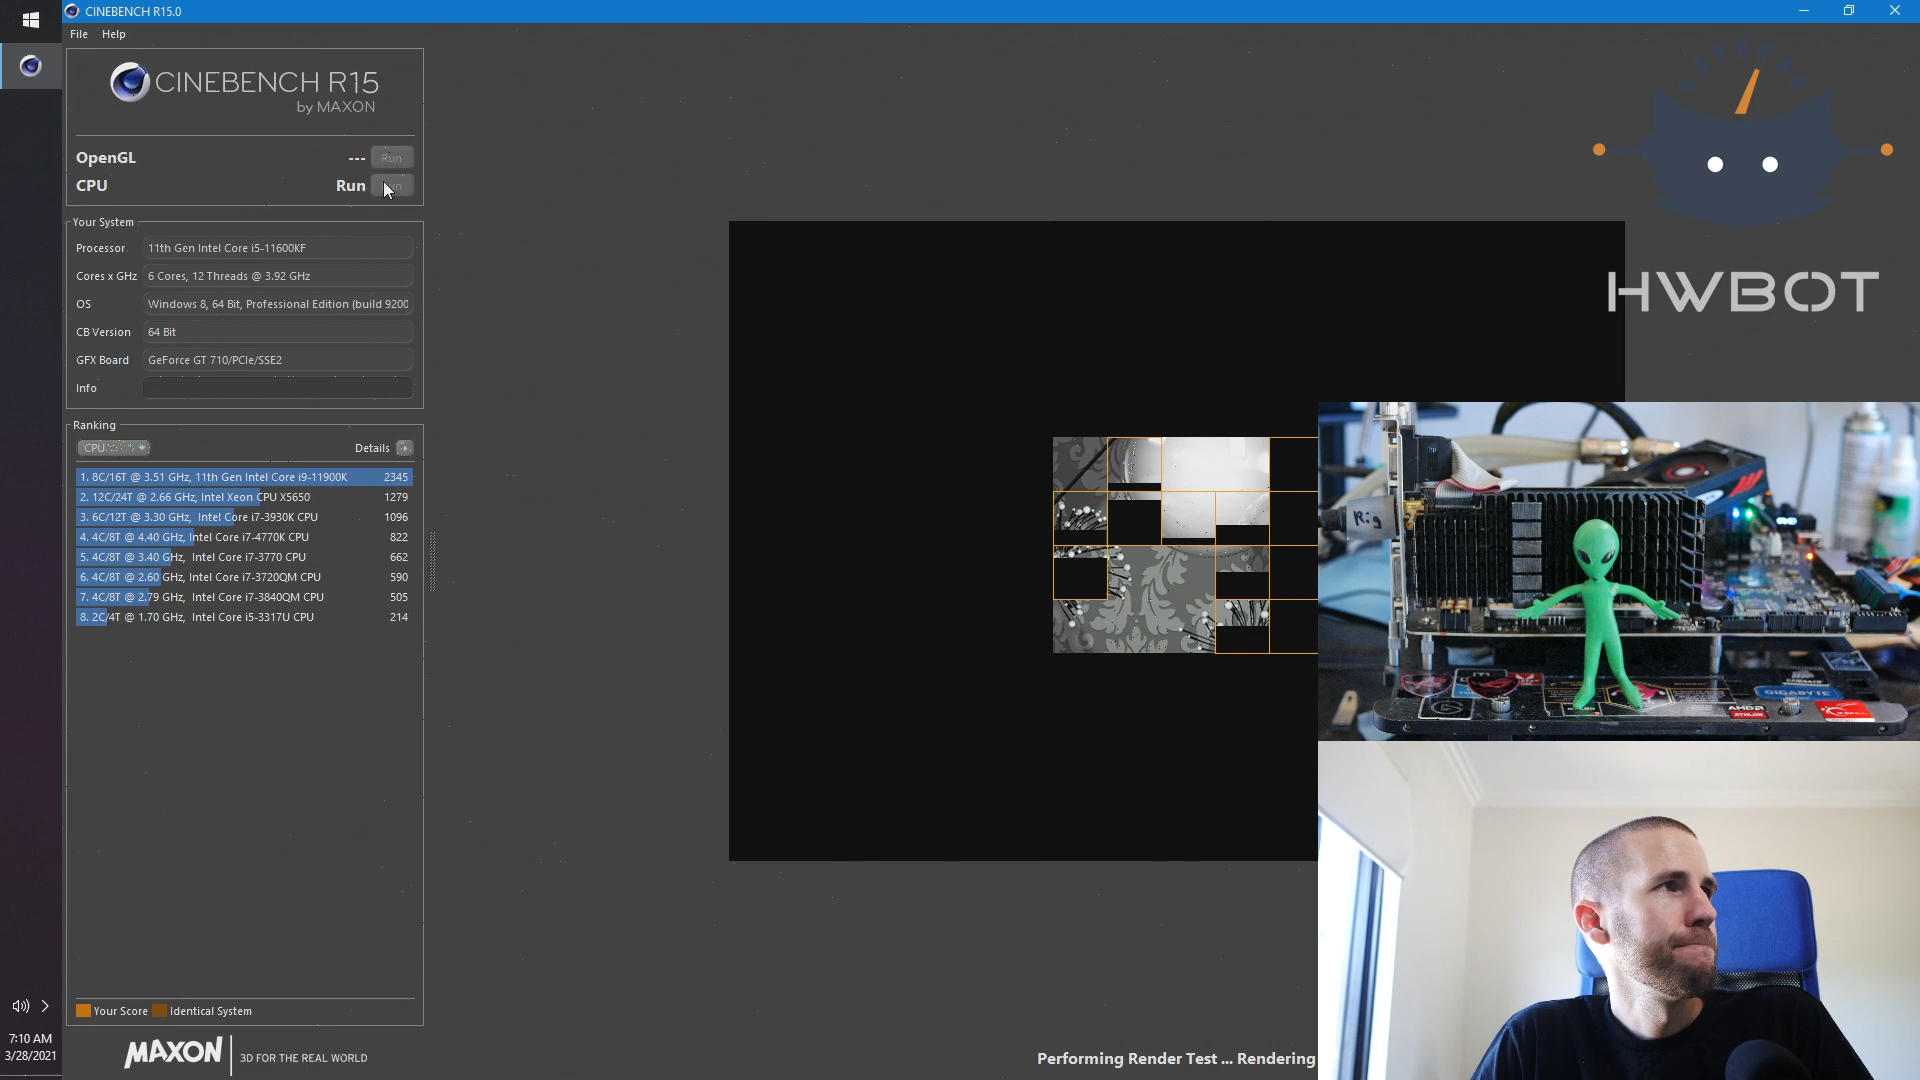 CINEBENCH R15.0
File Help
CINEBENCH R15
by MAXON
OpenGL --- Run
CPU Run
Your System
Processor 11th Gen Intel Core i5-11600KF
Cores x GHz 6 Cores, 12 Threads @ 3.92 GHz
OS Windows 8, 64 Bit, Professional Edition (build 9200
CB Version 64 Bit
GFX Board GeForce GT 710/PCIe/SSE2
Info
Ranking
CPU Details
1. 8C/16T @ 3.51 GHz, 11th Gen Intel Core i9-11900K 2345
2. 12C/24T @ 2.66 GHz, Intel Xeon CPU X5650 1279
3. 6C/12T @ 3.30 GHz, Intel Core i7-3930K CPU 1096
4. 4C/8T @ 4.40 GHz, Intel Core i7-4770K CPU 822
5. 4C/8T @ 3.40 GHz, Intel Core i7-3770 CPU 662
6. 4C/8T @ 2.60 GHz, Intel Core i7-3720QM CPU 590
7. 4C/8T @ 2.79 GHz, Intel Core i7-3840QM CPU 505
8. 2C/4T @ 1.70 GHz, Intel Core i5-3317U CPU 214
Your Score Identical System
MAXON 3D FOR THE REAL WORLD
Performing Render Test ... Rendering
7:10 AM
3/28/2021
HWBOT
GIGABYTE
AMD
ATHLON